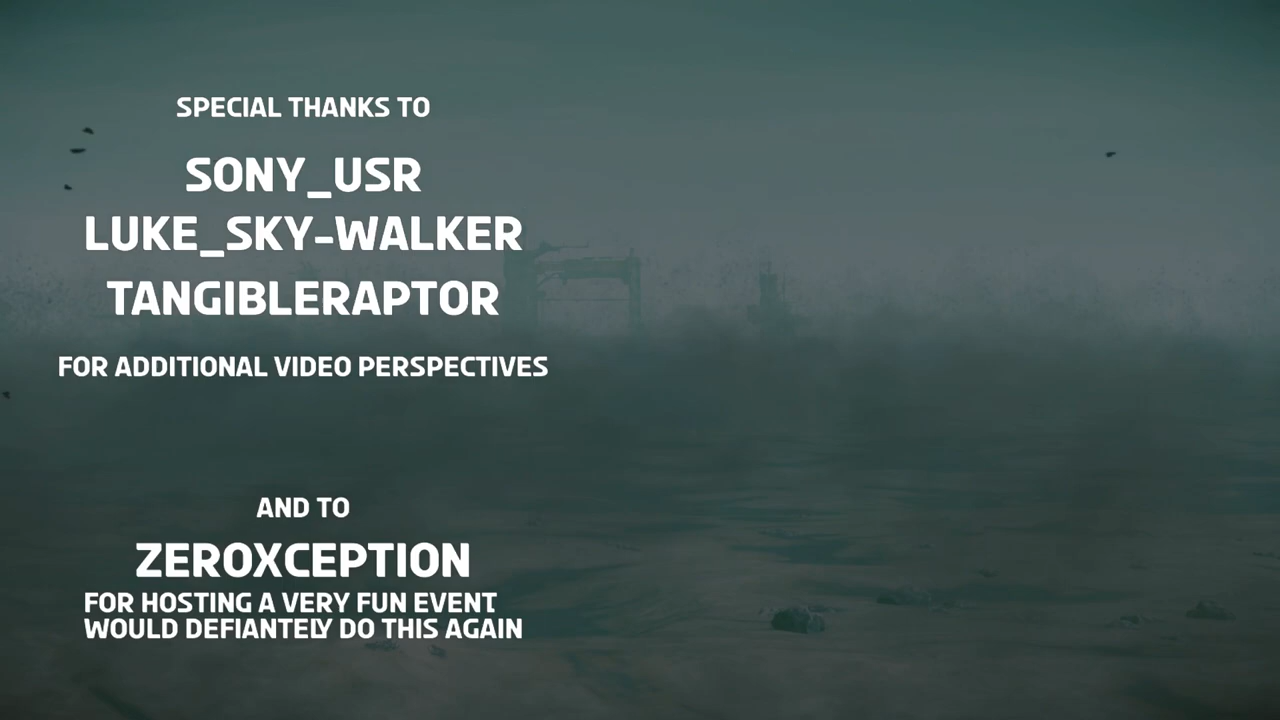 SPECIAL THANKS TO
SONY_USR
LUKE_SKY-WALKER
TANGIBLERAPTOR
FOR ADDITIONAL VIDEO PERSPECTIVES
AND TO
ZEROXCEPTION
FOR HOSTING A VERY FUN EVENT
WOULD DEFIANTELY DO THIS AGAIN